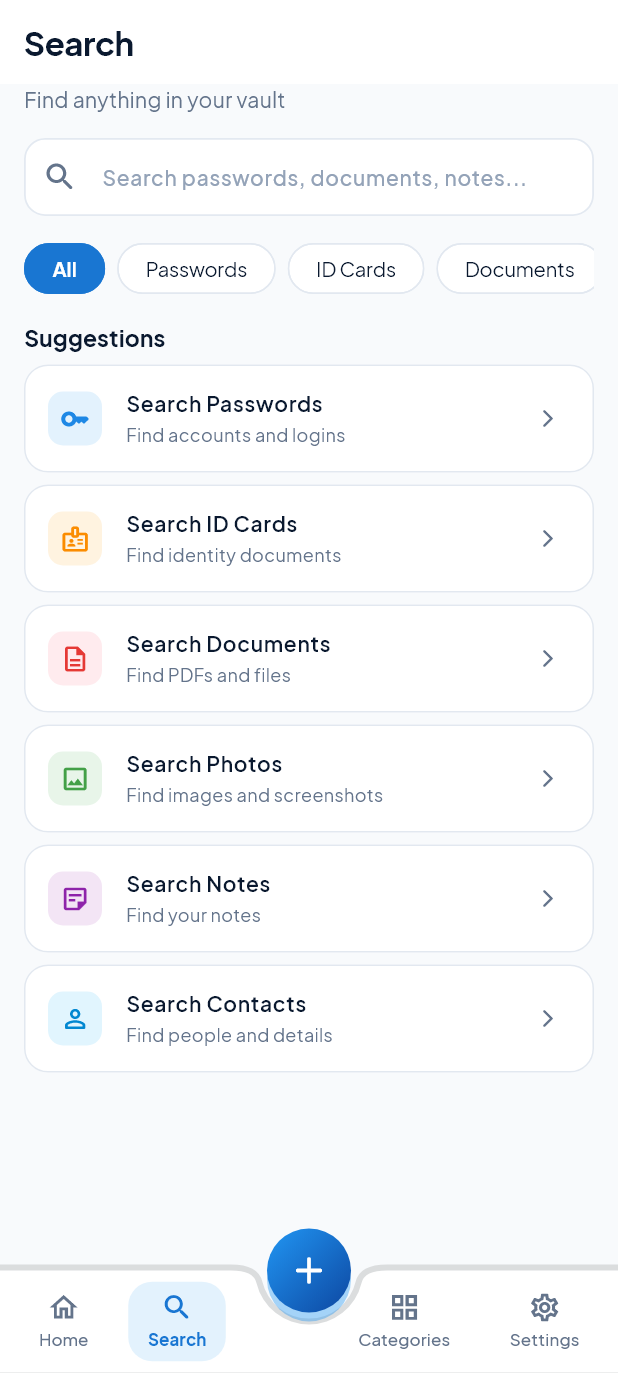 Search
Find anything in your vault
Search passwords, documents, notes...
All
Passwords
ID Cards
Documents
Suggestions
Search Passwords
Find accounts and logins
Search ID Cards
Find identity documents
Search Documents
Find PDFs and files
Search Photos
Find images and screenshots
Search Notes
Find your notes
Search Contacts
Find people and details
Home
Search
Categories
Settings